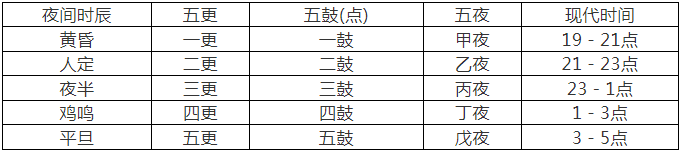 夜间时辰 五更 五鼓(点) 五夜 现代时间
黄昏 一更 一鼓 甲夜 19 - 21点
人定 二更 二鼓 乙夜 21 - 23点
夜半 三更 三鼓 丙夜 23 - 1点
鸡鸣 四更 四鼓 丁夜 1 - 3点
平旦 五更 五鼓 戊夜 3 - 5点